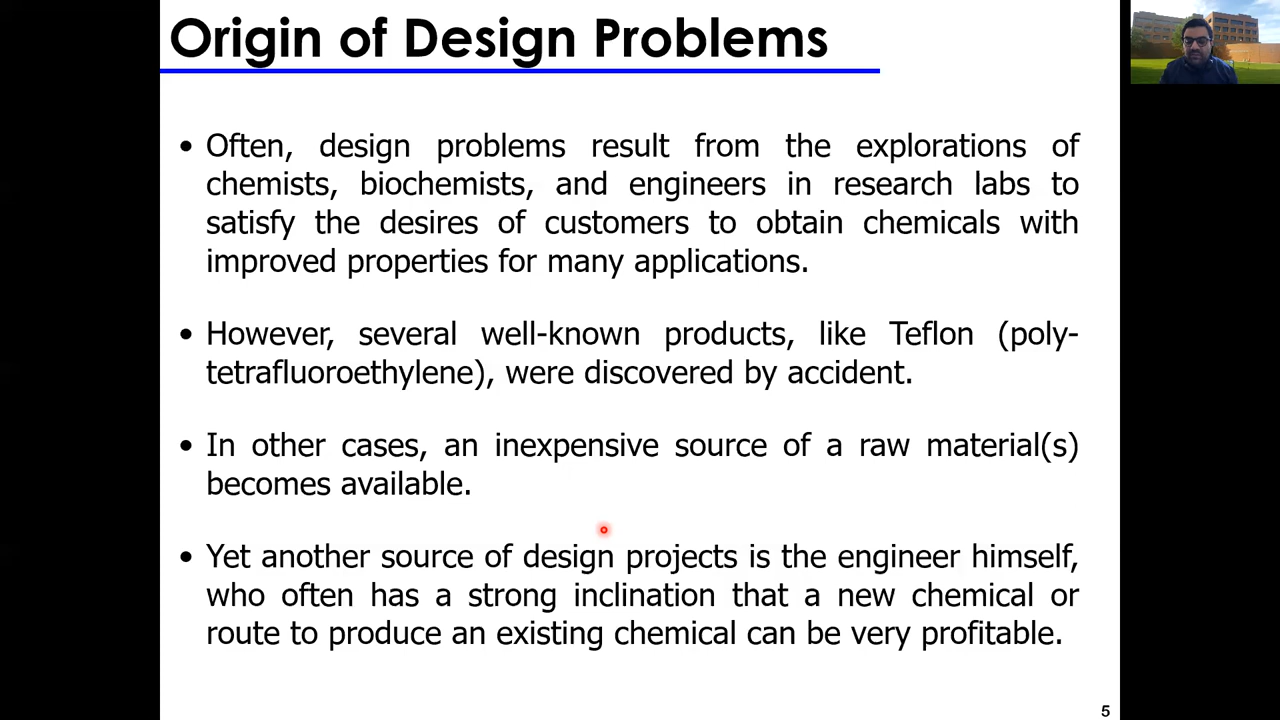 Origin of Design Problems
• Often, design problems result from the explorations of
chemists, biochemists, and engineers in research labs to
satisfy the desires of customers to obtain chemicals with
improved properties for many applications.
• However, several well-known products, like Teflon (poly-
tetrafluoroethylene), were discovered by accident.
• In other cases, an inexpensive source of a raw material(s)
becomes available.
• Yet another source of design projects is the engineer himself,
who often has a strong inclination that a new chemical or
route to produce an existing chemical can be very profitable.
5